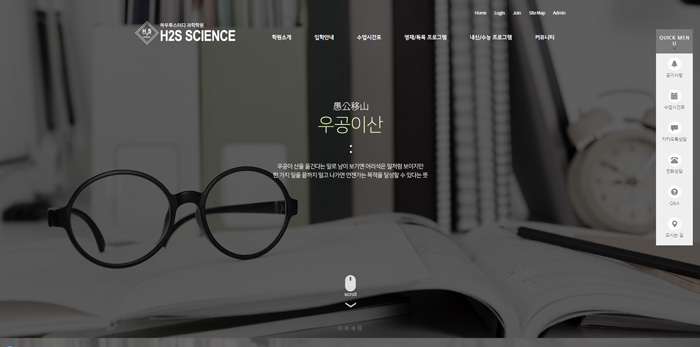 Home Login Join Site Map Admin
하우투스터디 과학학원
H2S SCIENCE
학원소개 입학안내 수업시간표 영재/특목 프로그램 내신/수능 프로그램 커뮤니티
QUICK MEN
U
공지사항
수업시간표
카카오톡상담
전화상담
Q&A
오시는 길
愚公移山
우공이산
우공이 산을 옮긴다는 말로 남이 보기엔 어리석은 일처럼 보이지만
한 가지 일을 끝까지 밀고 나가면 언젠가는 목적을 달성할 수 있다는 뜻
scroll